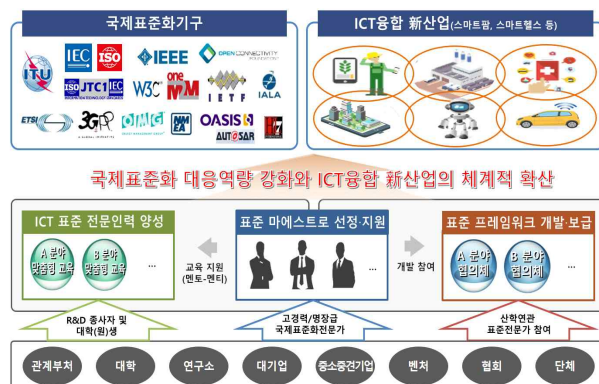 국제표준화기구
ICT융합 新산업(스마트팜, 스마트헬스 등)
ITU
IEC
ISO
IEEE
OPEN CONNECTIVITY
FOUNDATION
ISO JTC1 IEC
W3C
oneM2M
IETF
IALA
ETSI
3GPP
OMG
NMEA
OASIS
AUTOSAR
HL7
국제표준화 대응역량 강화와 ICT융합 新산업의 체계적 확산
ICT 표준 전문인력 양성
A 분야
맞춤형 교육
B 분야
맞춤형 교육
...
교육 지원
(멘토-멘티)
표준 마에스트로 선정·지원
...
개발 참여
표준 프레임워크 개발·보급
A 분야
협의체
B 분야
협의체
...
R&D 종사자 및
대학(원)생
고경력/명장급
국제표준화전문가
산학연관
표준전문가 참여
관계부처
대학
연구소
대기업
중소중견기업
벤처
협회
단체